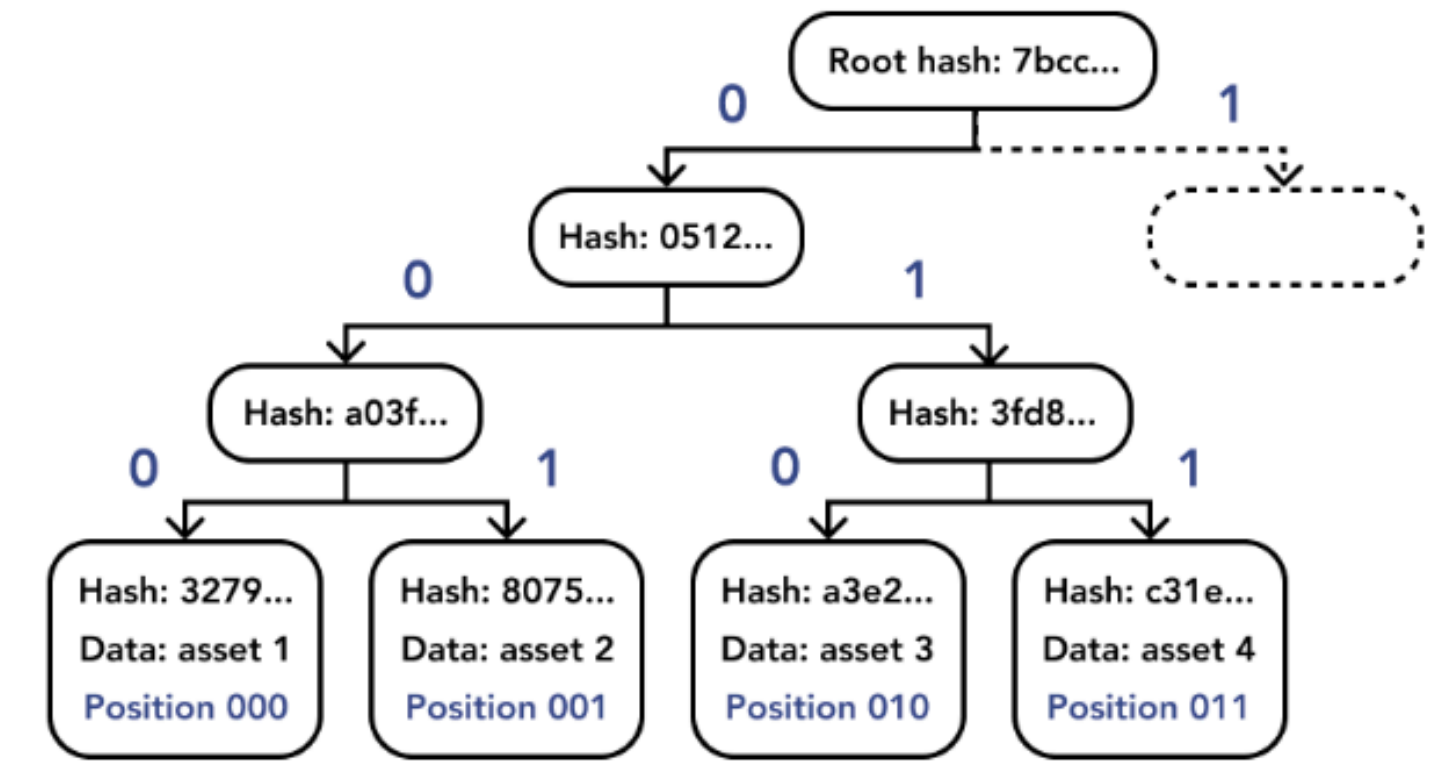 Root hash: 7bcc...
0
1
Hash: 0512...
0
1
Hash: a03f...
Hash: 3fd8...
0
1
0
1
Hash: 3279...
Data: asset 1
Position 000
Hash: 8075...
Data: asset 2
Position 001
Hash: a3e2...
Data: asset 3
Position 010
Hash: c31e...
Data: asset 4
Position 011